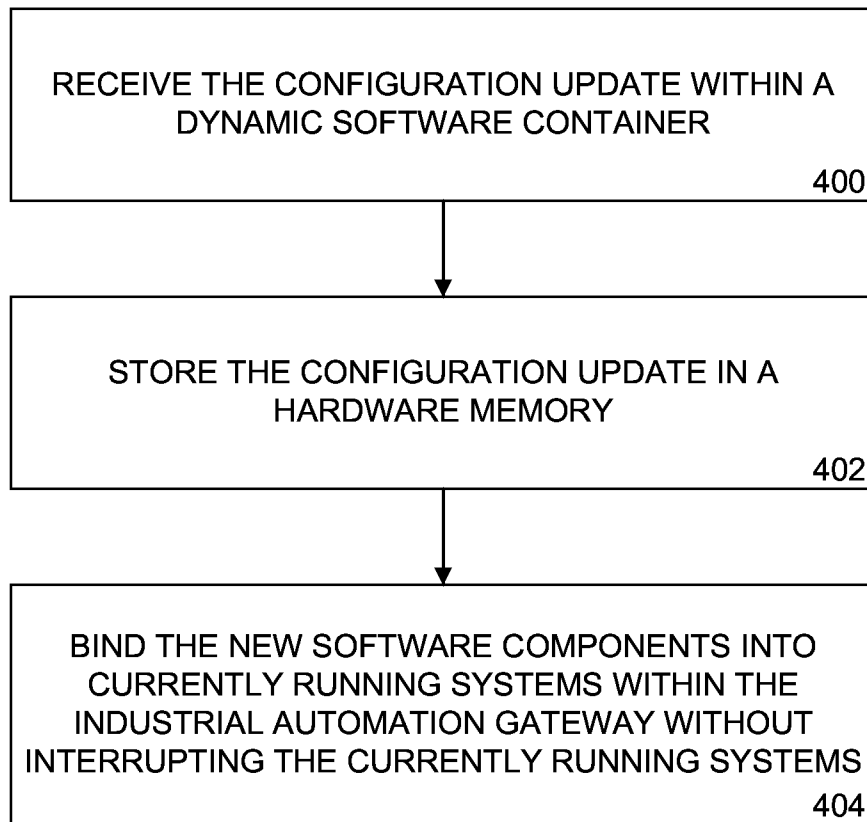 RECEIVE THE CONFIGURATION UPDATE WITHIN A
DYNAMIC SOFTWARE CONTAINER
400
STORE THE CONFIGURATION UPDATE IN A
HARDWARE MEMORY
402
BIND THE NEW SOFTWARE COMPONENTS INTO
CURRENTLY RUNNING SYSTEMS WITHIN THE
INDUSTRIAL AUTOMATION GATEWAY WITHOUT
INTERRUPTING THE CURRENTLY RUNNING SYSTEMS
404